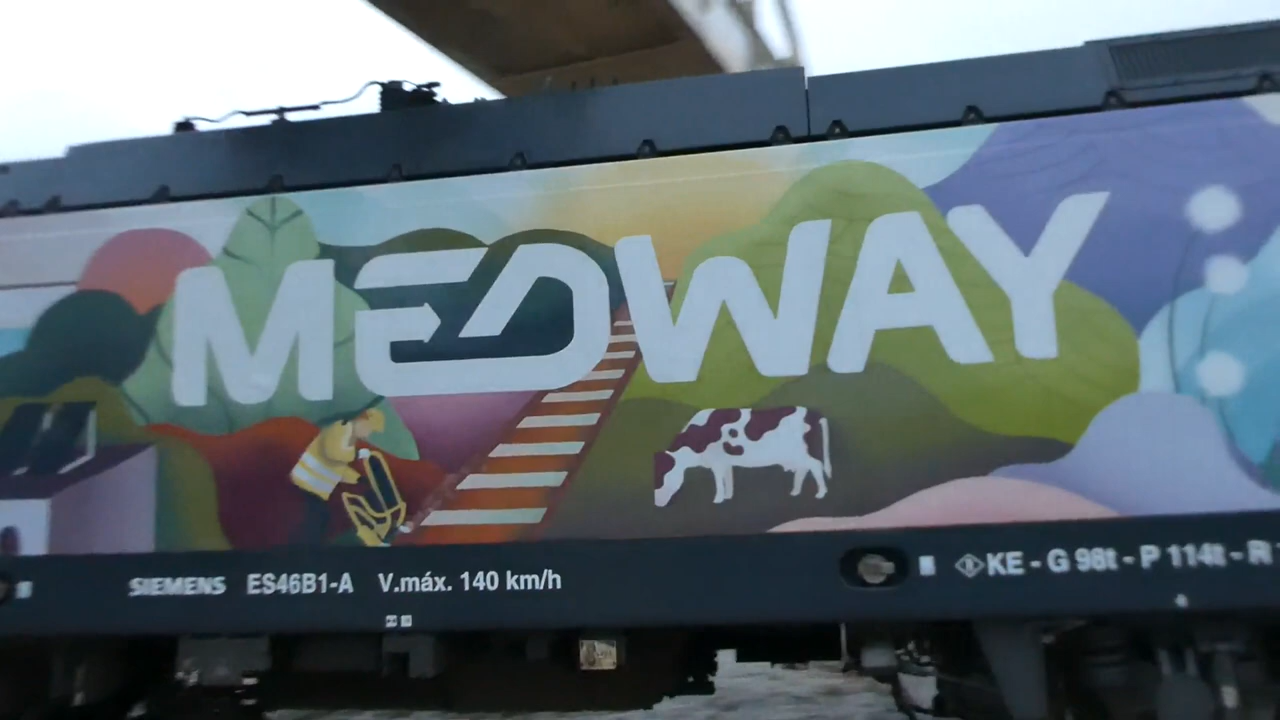 MEDWAY
SIEMENS ES46B1-A V.máx. 140 km/h
KE - G 98t - P 114t - R